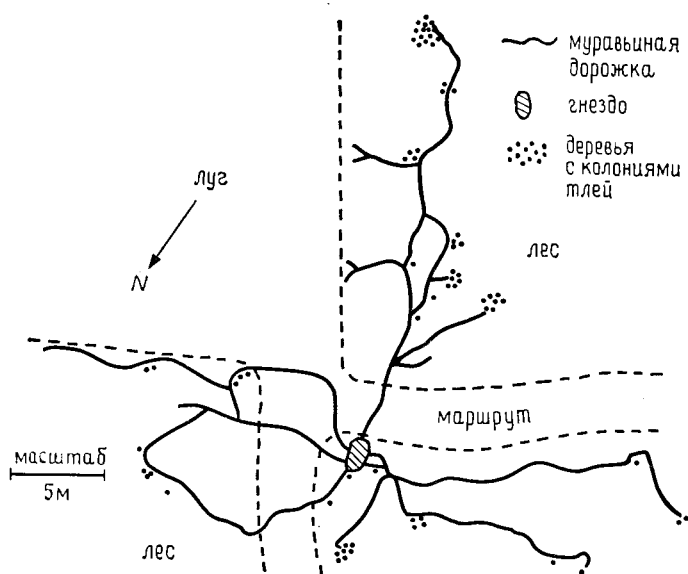 муравьиная
дорожка
гнездо
деревья
с колониями
тлей
луг
N
лес
маршрут
масштаб
5м
лес